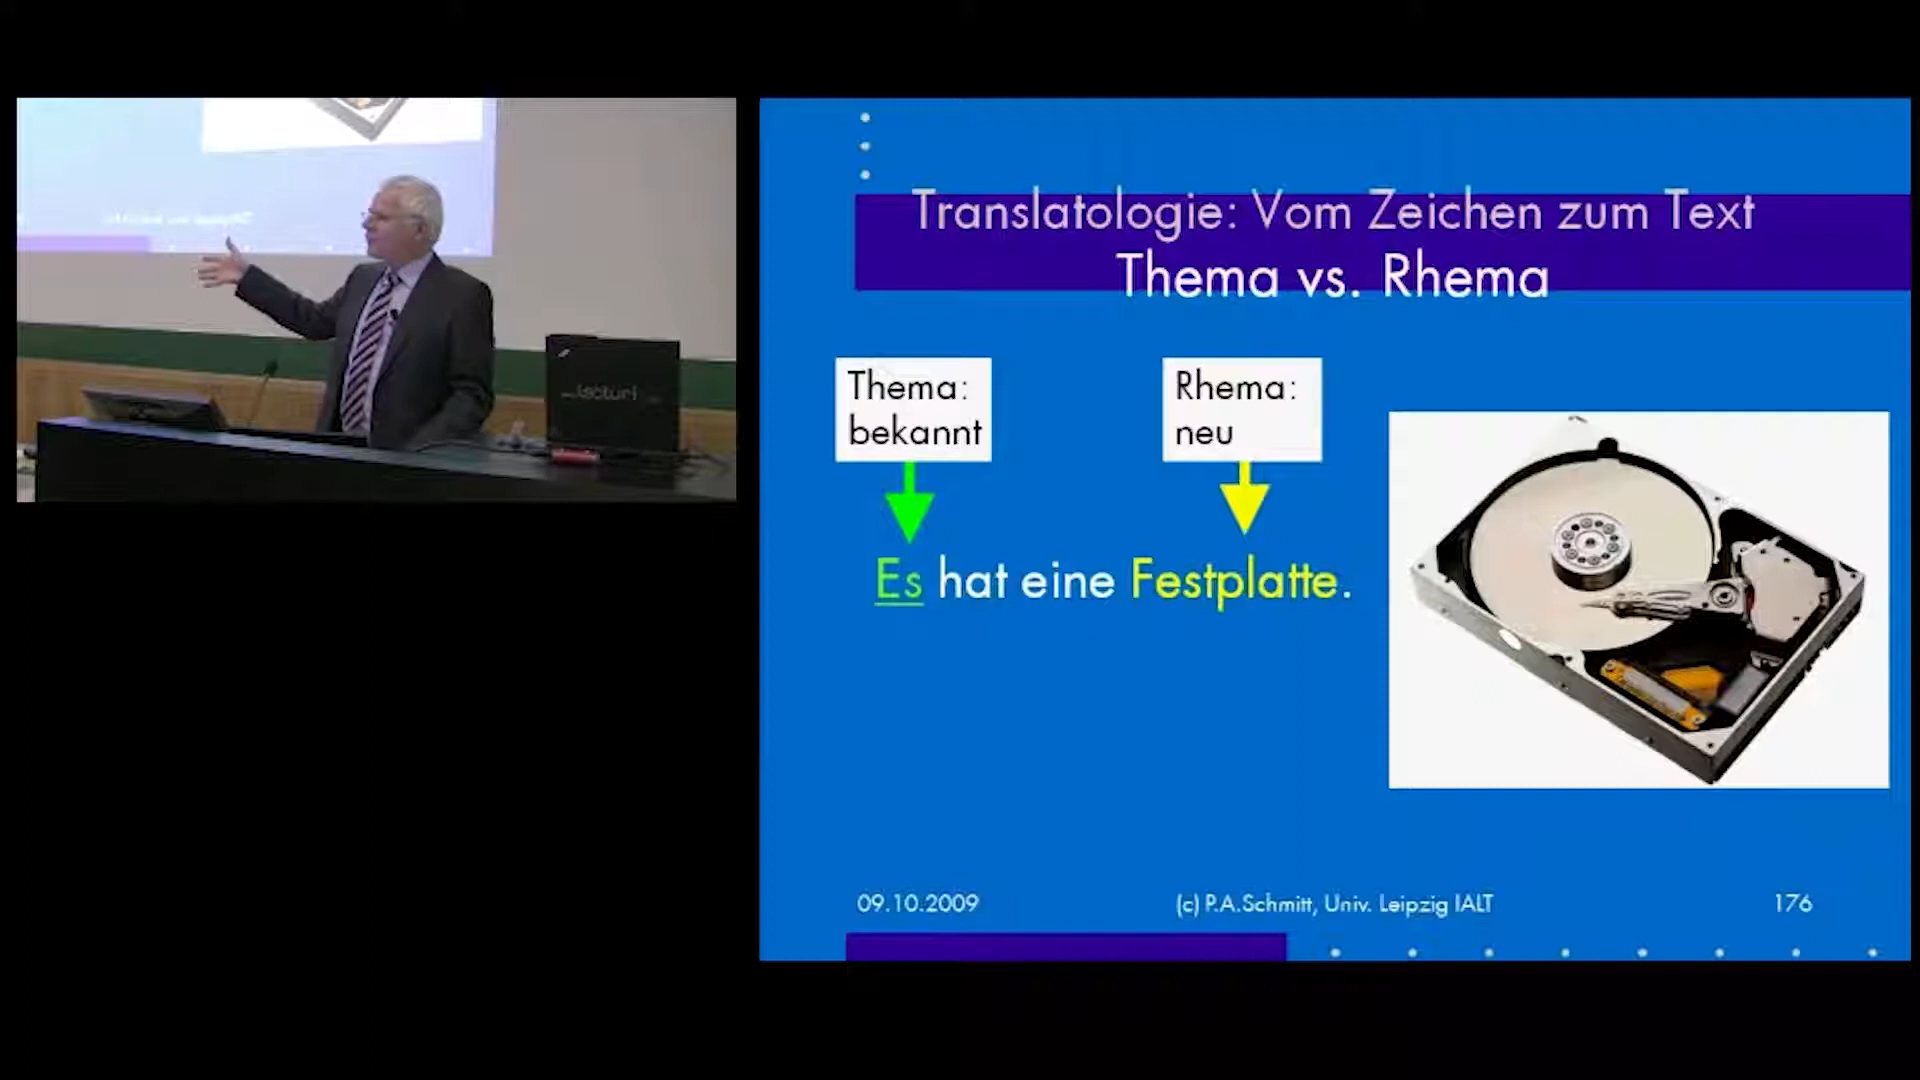 Translatologie: Vom Zeichen zum Text
Thema vs. Rhema
Thema:
bekannt
Rhema:
neu
Es hat eine Festplatte.
09.10.2009
(c) P.A.Schmitt, Univ. Leipzig IALT
176